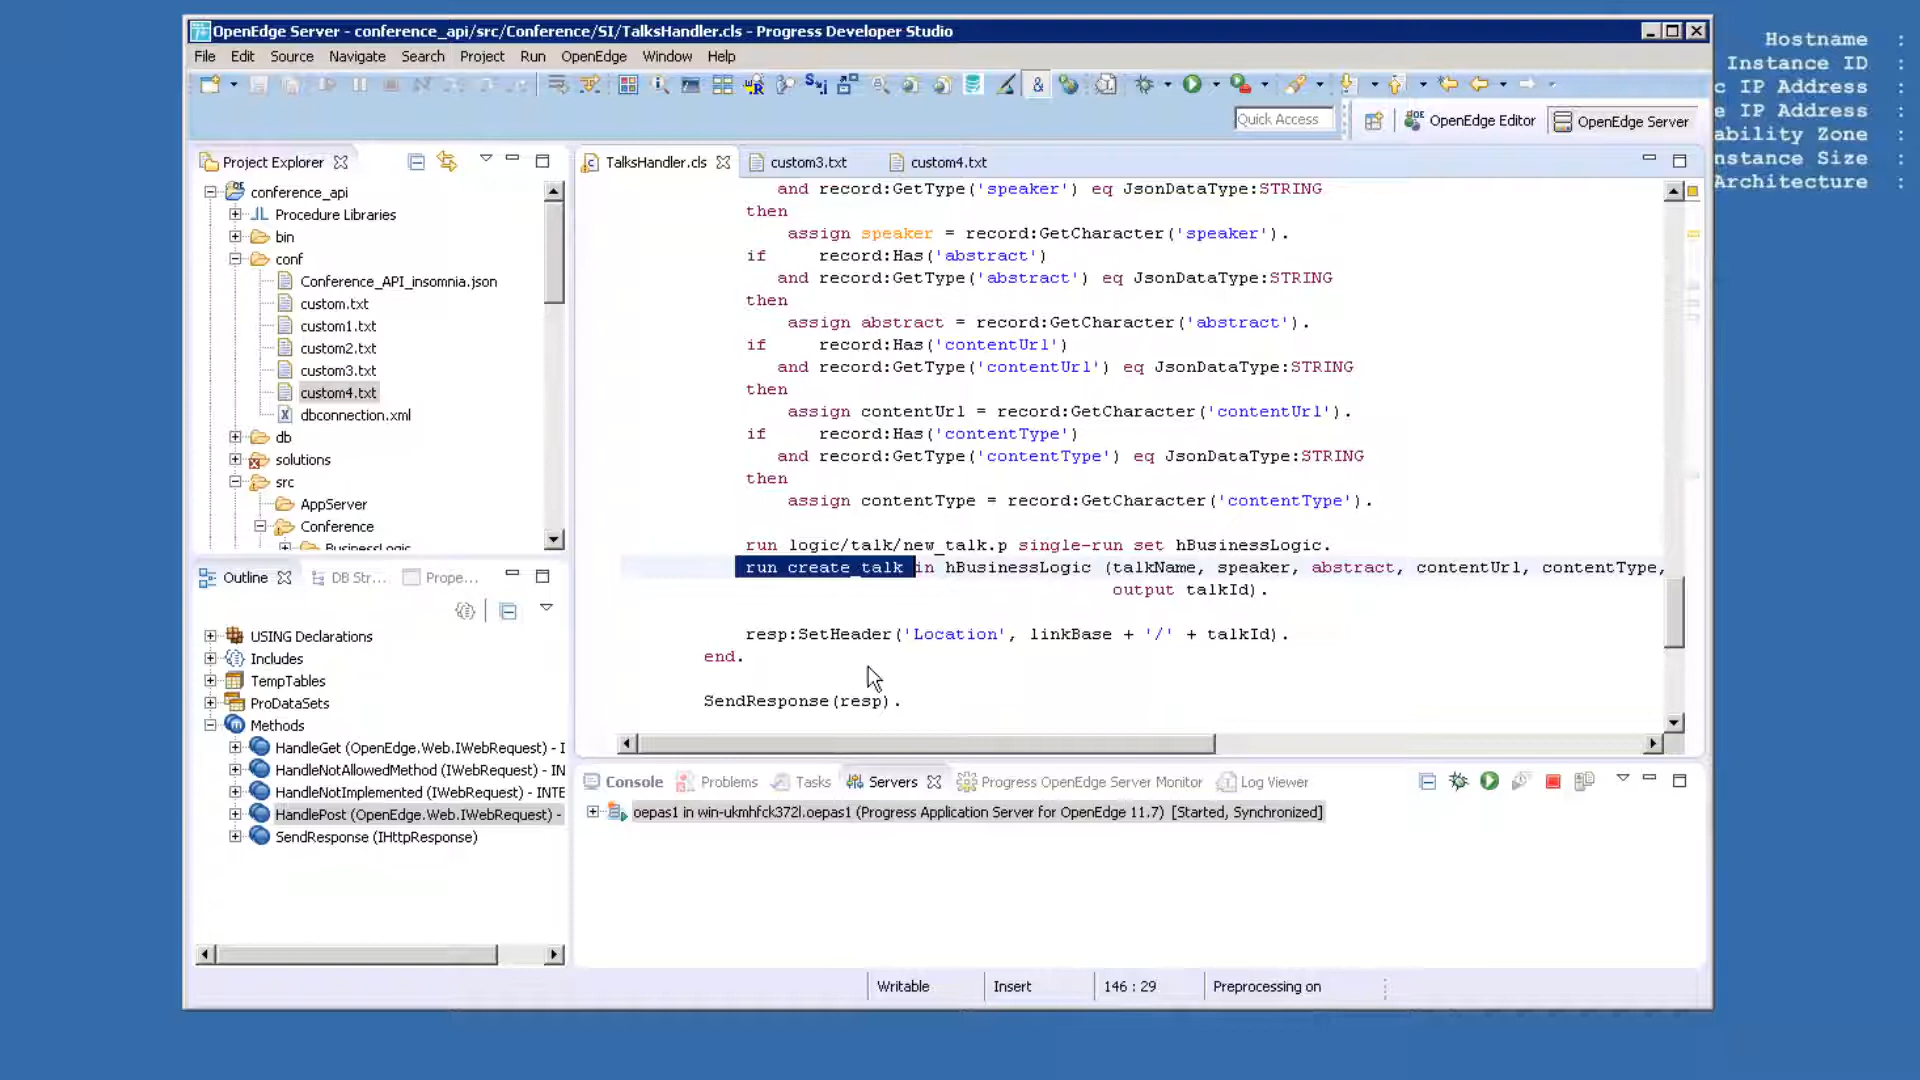 OpenEdge Server - conference_api/src/Conference/SI/TalksHandler.cls - Progress Developer Studio
File Edit Source Navigate Search Project Run OpenEdge Window Help
Quick Access
OpenEdge Editor
OpenEdge Server
Hostname :
Instance ID :
c IP Address :
e IP Address :
ability Zone :
nstance Size :
Architecture :
Project Explorer
conference_api
Procedure Libraries
bin
conf
Conference_API_insomnia.json
custom.txt
custom1.txt
custom2.txt
custom3.txt
custom4.txt
dbconnection.xml
db
solutions
src
AppServer
Conference
BusinessLogic
Outline DB Str... Prope...
USING Declarations
Includes
TempTables
ProDataSets
Methods
HandleGet (OpenEdge.Web.IWebRequest) - I
HandleNotAllowedMethod (IWebRequest) - IN
HandleNotImplemented (IWebRequest) - INTE
HandlePost (OpenEdge.Web.IWebRequest) -
SendResponse (IHttpResponse)
TalksHandler.cls custom3.txt custom4.txt
and record:GetType('speaker') eq JsonDataType:STRING
then
assign speaker = record:GetCharacter('speaker').
if record:Has('abstract')
and record:GetType('abstract') eq JsonDataType:STRING
then
assign abstract = record:GetCharacter('abstract').
if record:Has('contentUrl')
and record:GetType('contentUrl') eq JsonDataType:STRING
then
assign contentUrl = record:GetCharacter('contentUrl').
if record:Has('contentType')
and record:GetType('contentType') eq JsonDataType:STRING
then
assign contentType = record:GetCharacter('contentType').
run logic/talk/new_talk.p single-run set hBusinessLogic.
run create_talk in hBusinessLogic (talkName, speaker, abstract, contentUrl, contentType,
output talkId).
resp:SetHeader('Location', linkBase + '/' + talkId).
end.
SendResponse(resp).
Console Problems Tasks Servers Progress OpenEdge Server Monitor Log Viewer
oepas1 in win-ukmhfck372l.oepas1 (Progress Application Server for OpenEdge 11.7) [Started, Synchronized]
Writable Insert 146 : 29 Preprocessing on